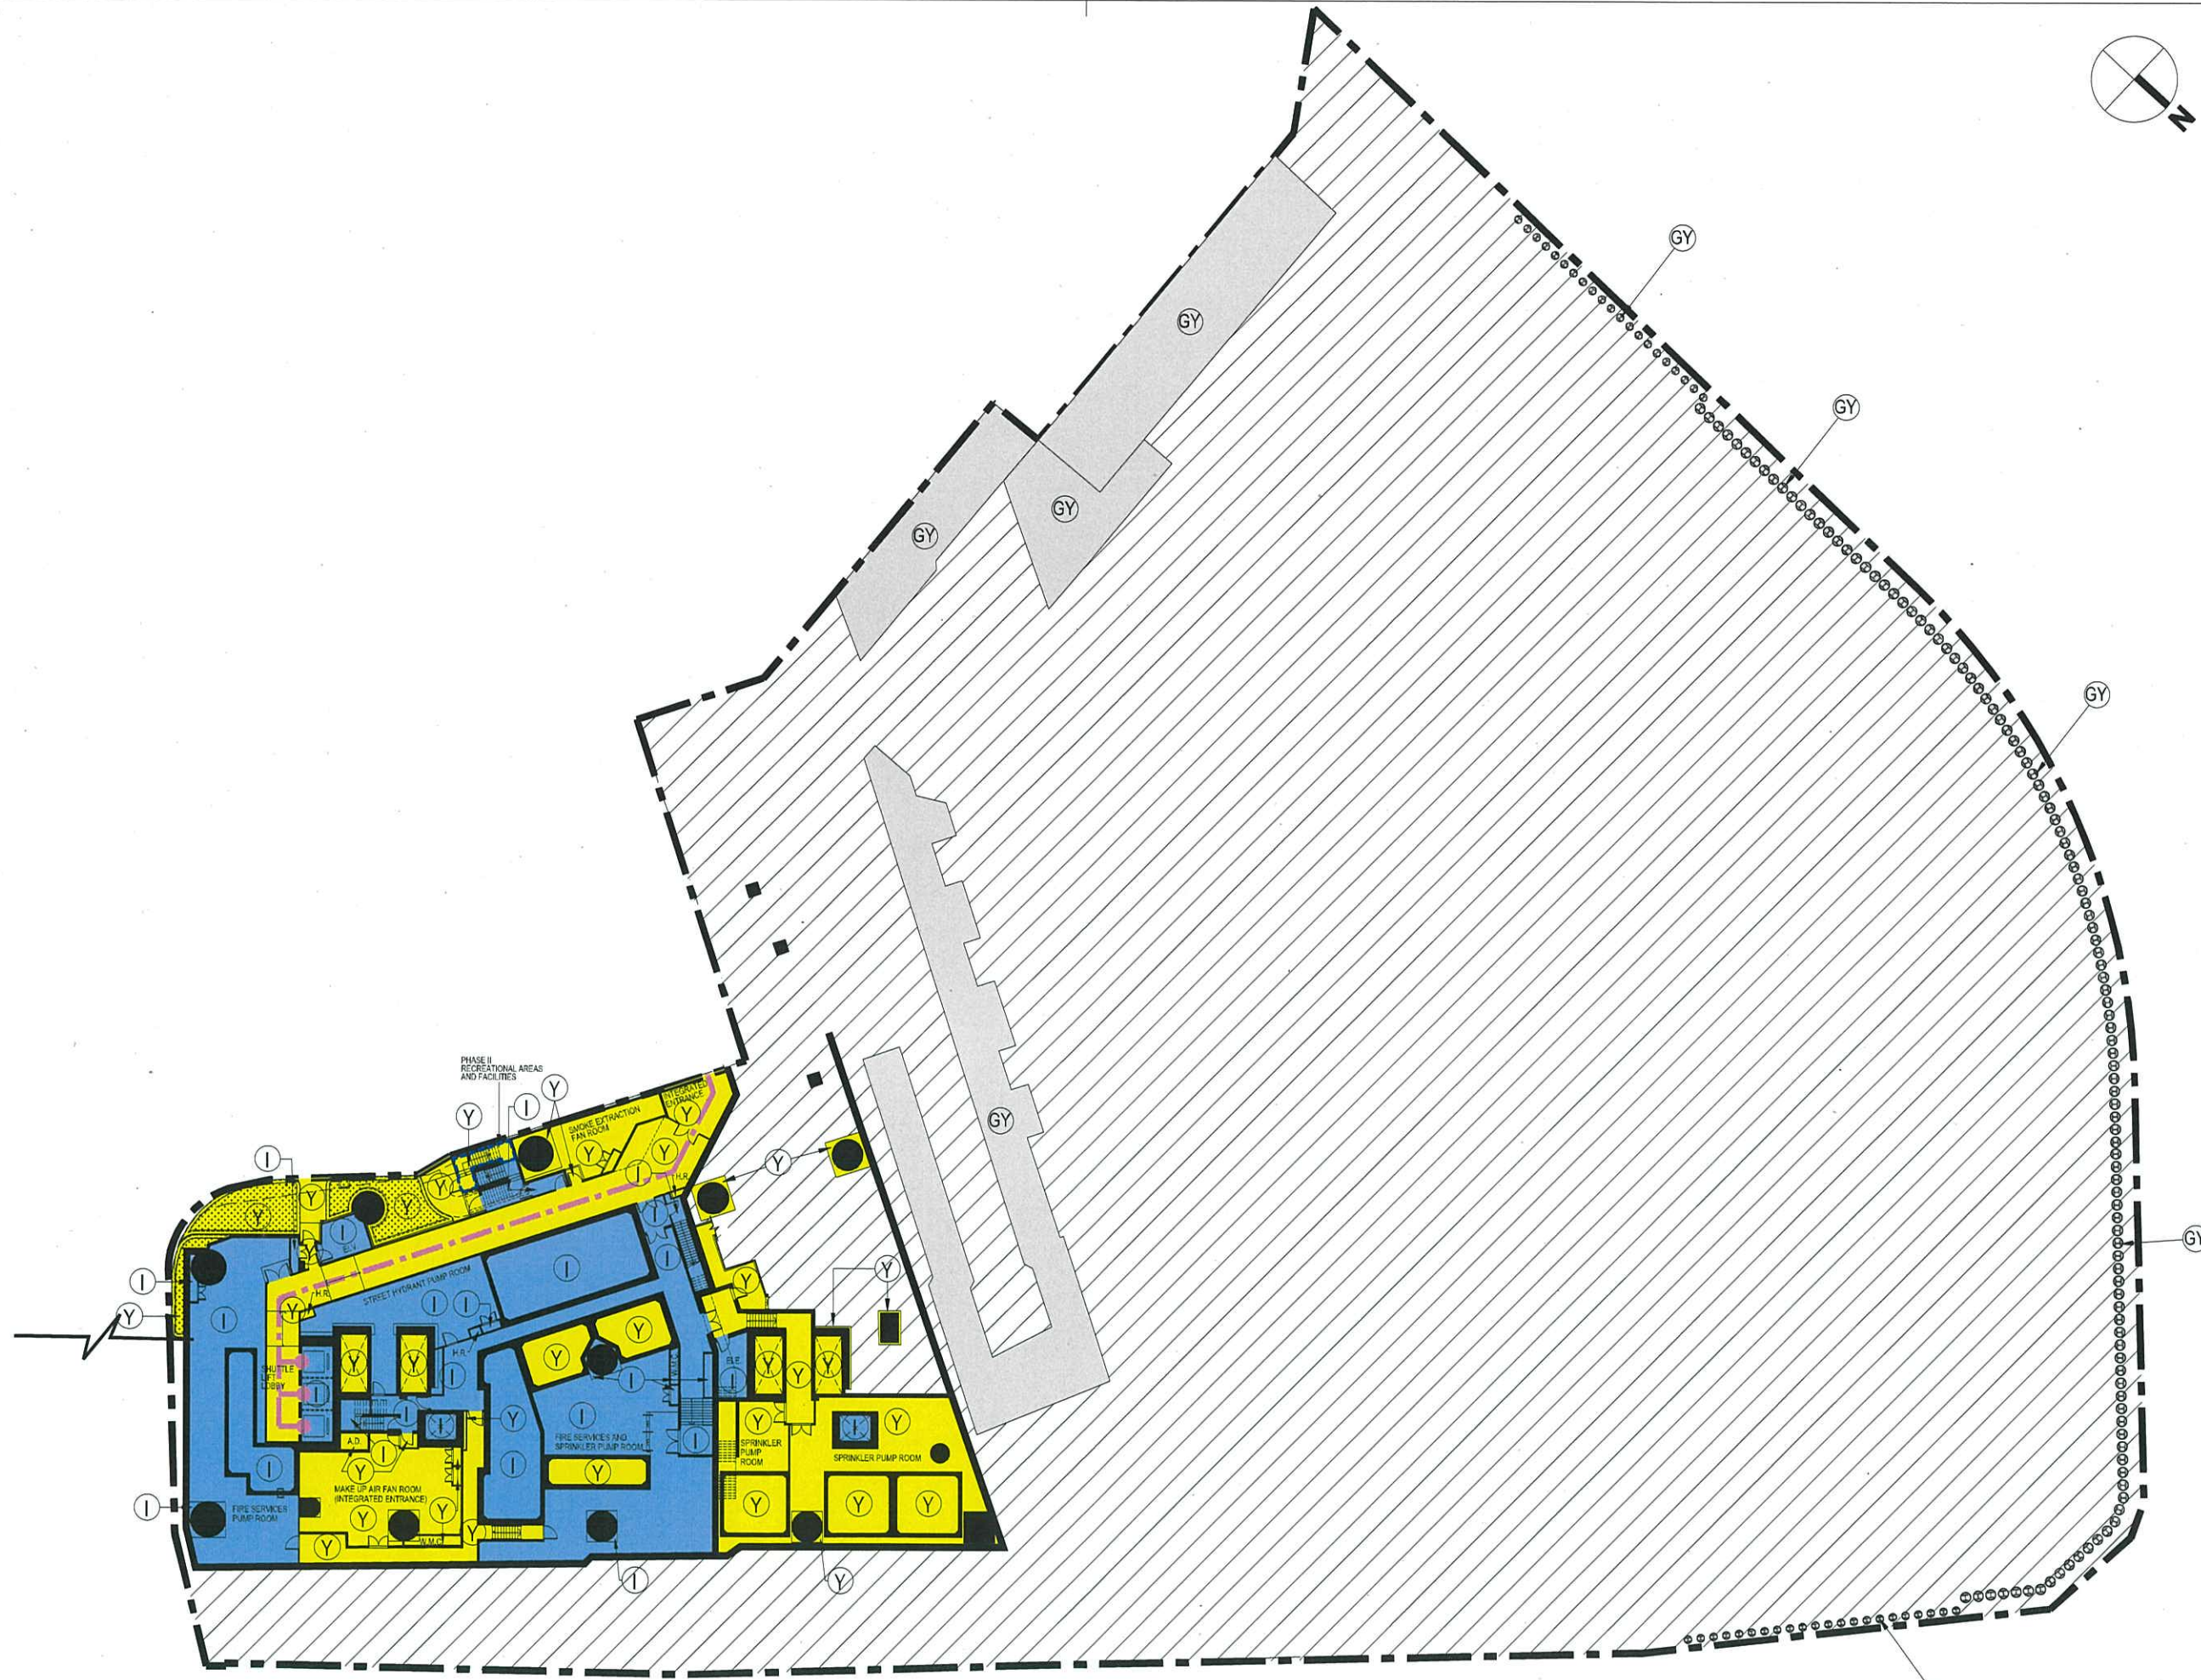 N
GY
GY
GY
GY
GY
GY
PHASE II
RECREATIONAL AREAS
AND FACILITIES
Y
I
Y
INTEGRATED
ENTRANCE
Y
SMOKE EXTRACTION
FAN ROOM
Y
Y
I
H.R.
Y
I
GY
Y
Y
Y
Y
I
ELV
I
I
I
GY
I
Y
Y
H.R.
STREET HYDRANT PUMP ROOM
I
I
I
Y
Y
I
Y
Y
Y
Y
H.R.
I
SHUTTLE
LIFT
LOBBY
I
I
W.M.C.
I
Y
Y
Y
I
I
Y
I
A.D.
I
Y
FIRE SERVICES AND
SPRINKLER PUMP ROOM
I
Y
SPRINKLER
PUMP
ROOM
I
Y
SPRINKLER PUMP ROOM
I
I
Y
MAKE UP AIR FAN ROOM
(INTEGRATED ENTRANCE)
Y
Y
Y
Y
I
FIRE SERVICES
PUMP ROOM
Y
Y
W.M.C.
Y
I
Y